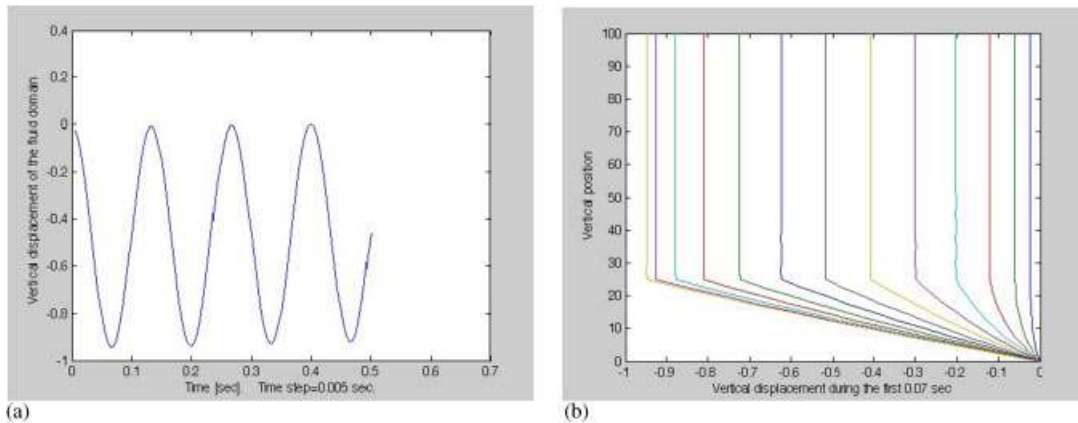 0.4
0.2
0
-0.2
-0.4
-0.6
-0.8
-1
Vertical displacement of the fluid domain
0 0.1 0.2 0.3 0.4 0.5 0.6 0.7
Time [sec]. Time step=0.005 sec.
(a)
100
90
80
70
60
50
40
30
20
10
0
Vertical position
-1 -0.9 -0.8 -0.7 -0.6 -0.5 -0.4 -0.3 -0.2 -0.1 0
Vertical displacement during the first 0.07 sec
(b)